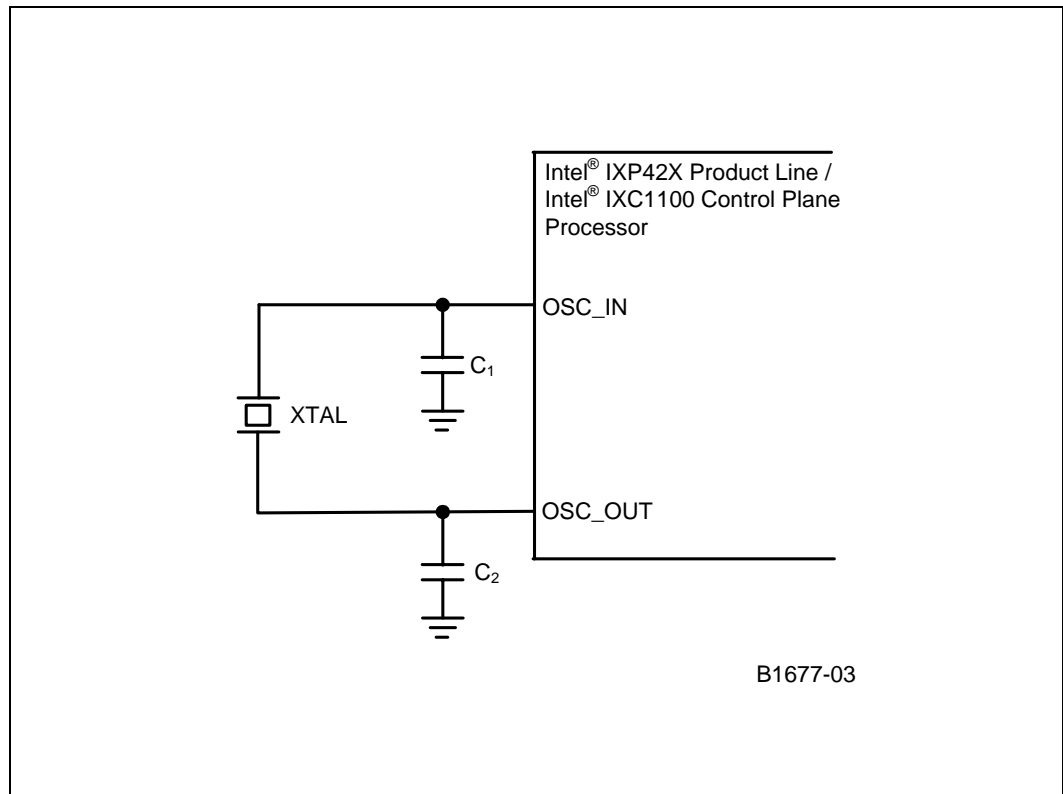 Intel® IXP42X Product Line /
Intel® IXC1100 Control Plane
Processor
OSC_IN
C₁
XTAL
OSC_OUT
C₂
B1677-03